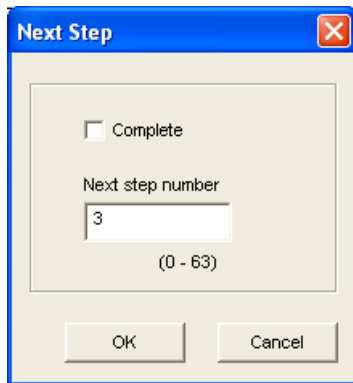 Next Step
Complete
Next step number
3
(0 - 63)
OK Cancel